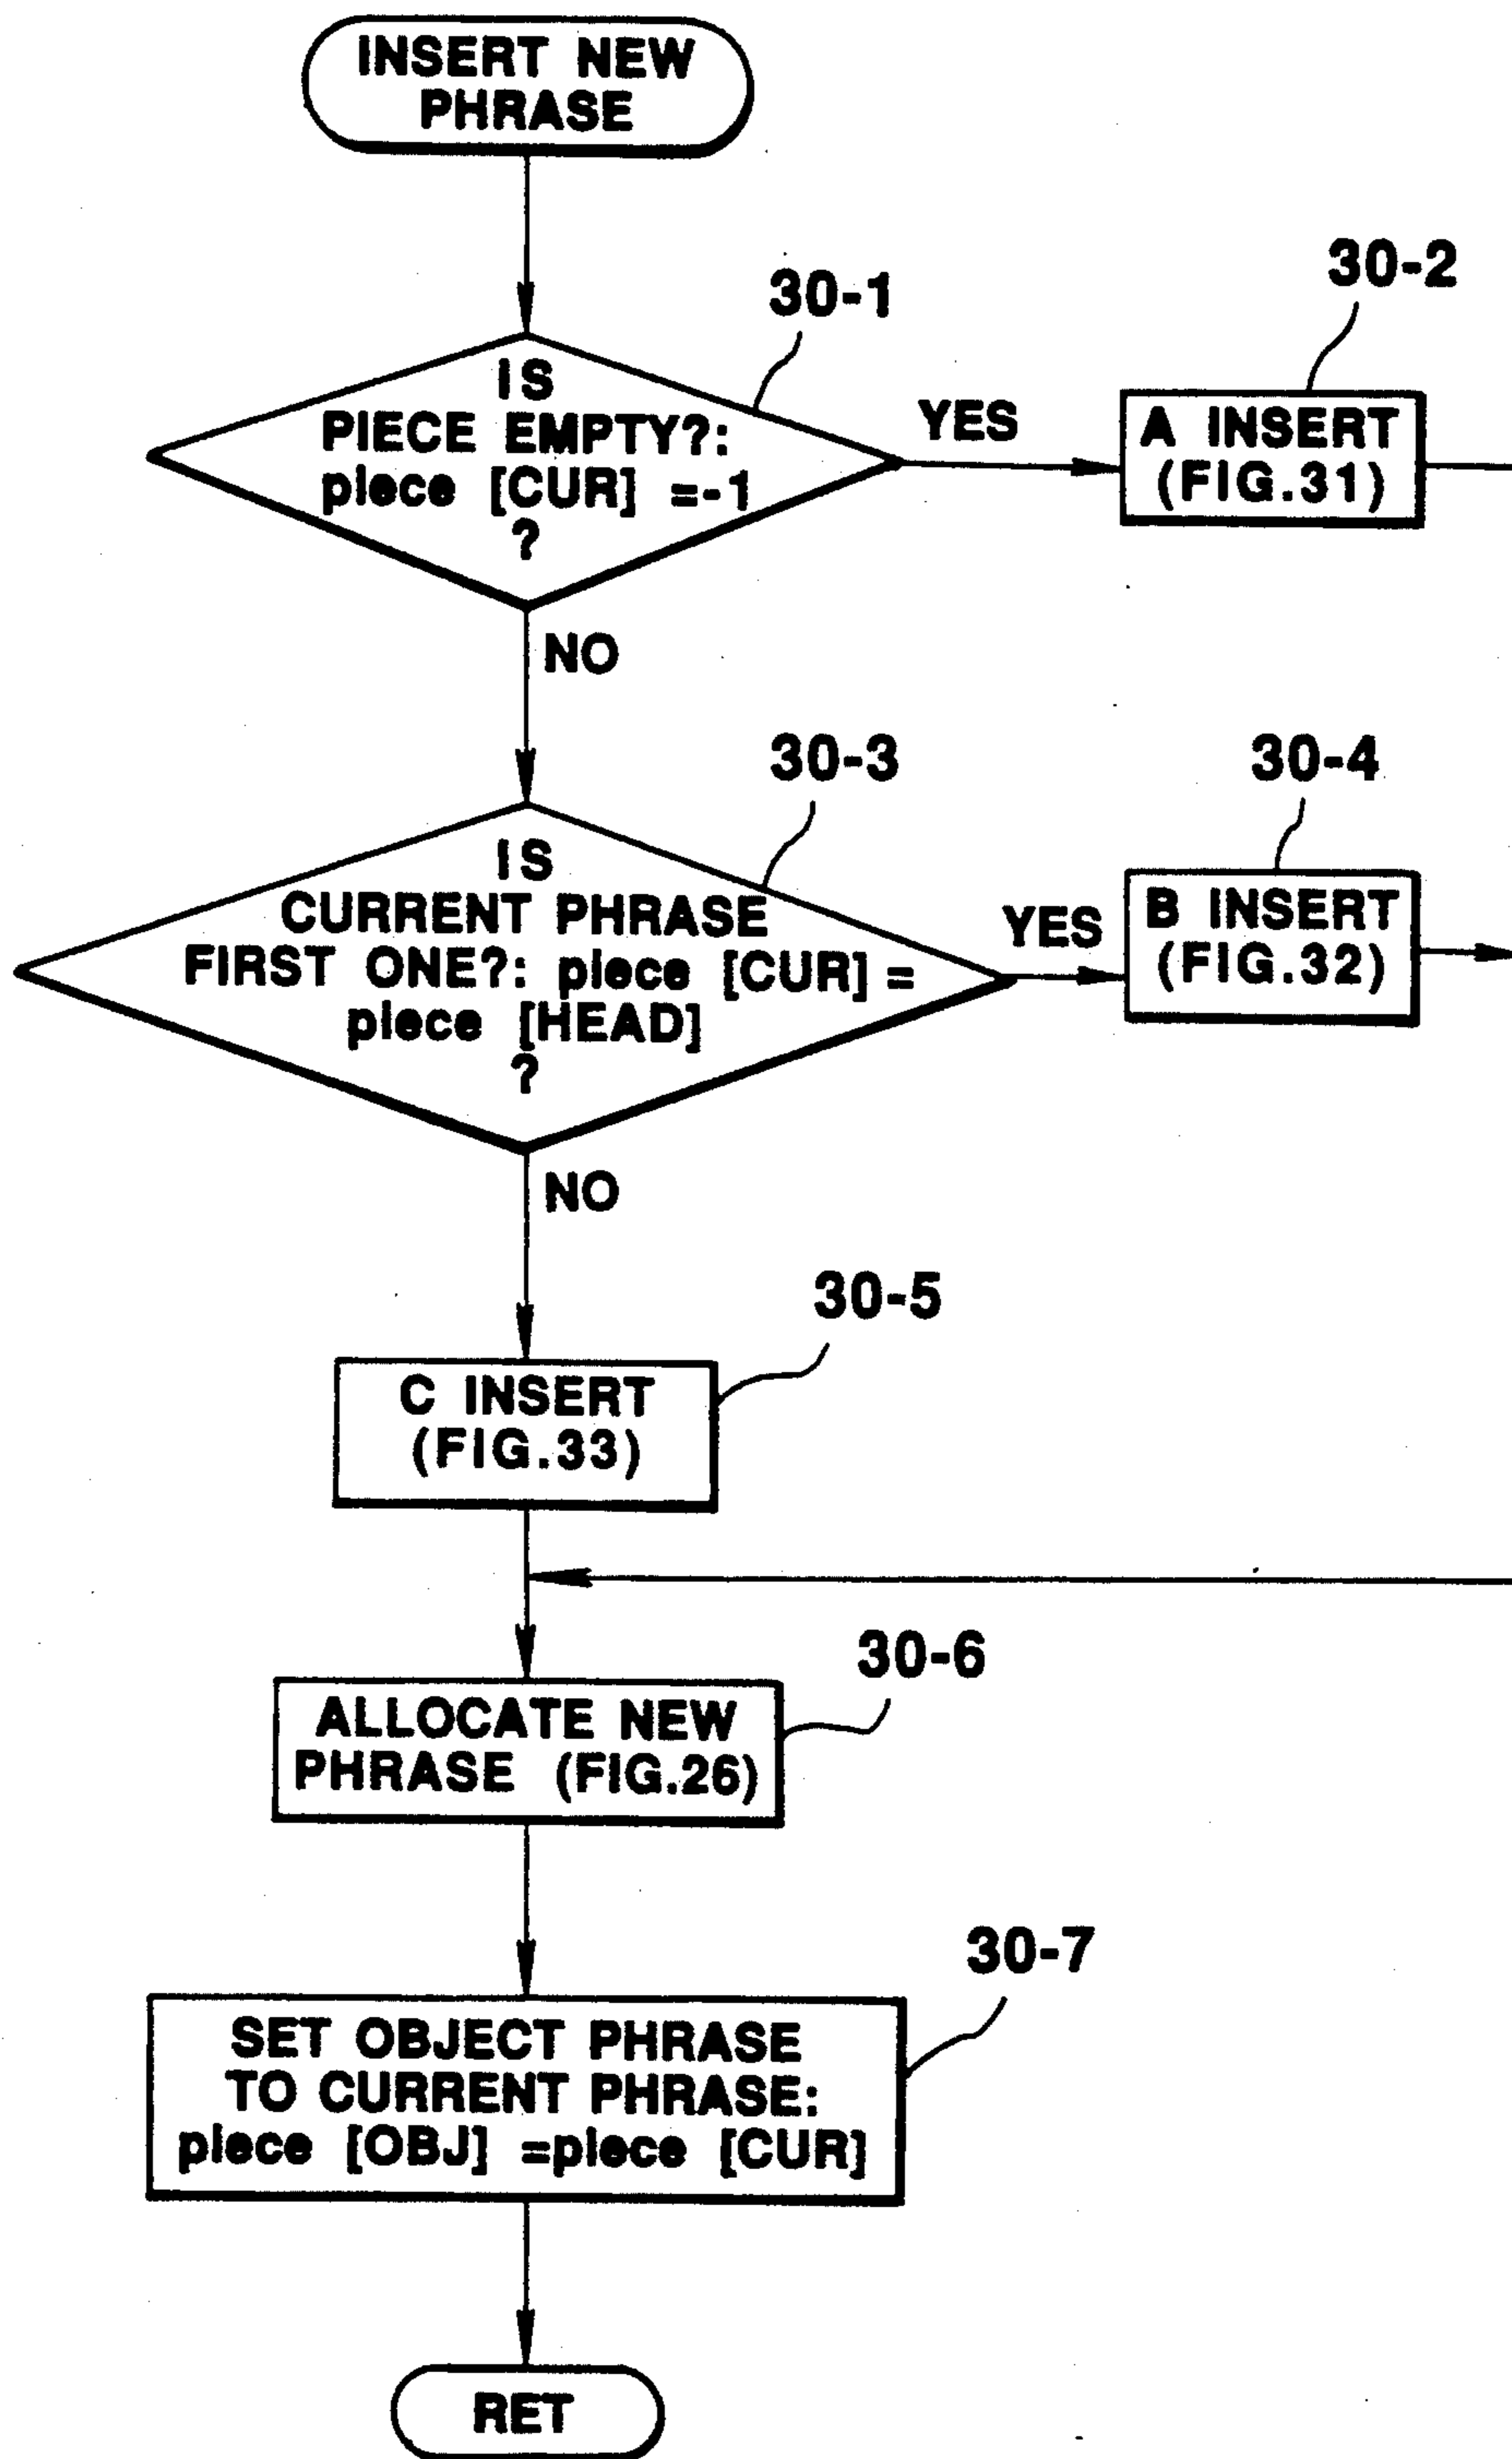 INSERT NEW
PHRASE
30-1
30-2
IS
PIECE EMPTY?:
piece [CUR] =-1
?
YES
A INSERT
(FIG.31)
NO
30-3
30-4
IS
CURRENT PHRASE
FIRST ONE?: piece [CUR] =
piece [HEAD]
?
YES
B INSERT
(FIG.32)
NO
30-5
C INSERT
(FIG.33)
30-6
ALLOCATE NEW
PHRASE (FIG.26)
30-7
SET OBJECT PHRASE
TO CURRENT PHRASE:
piece [OBJ] =piece [CUR]
RET